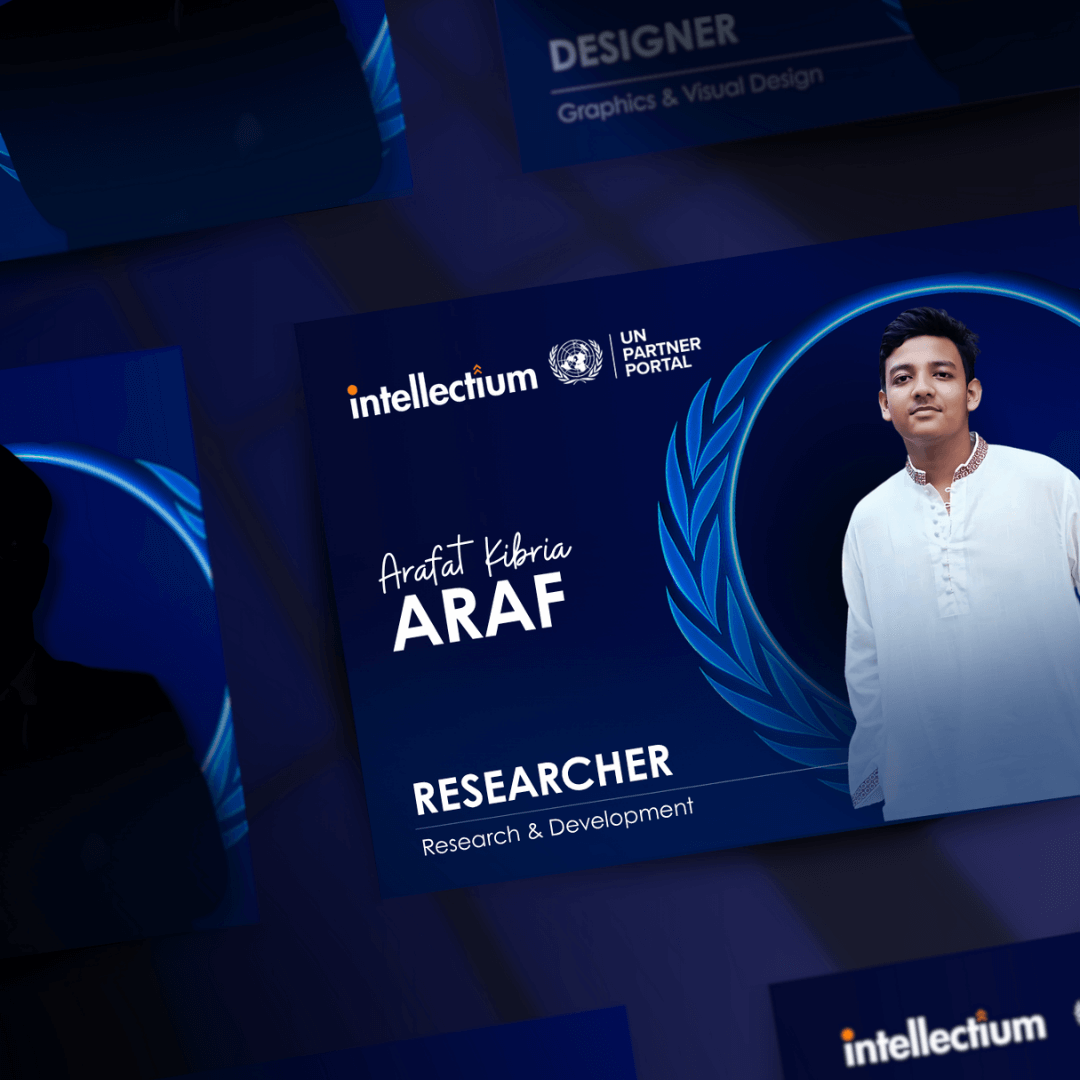 DESIGNER
Graphics & Visual Design
intellectium
UN
PARTNER
PORTAL
Arafat Kibria
ARAF
RESEARCHER
Research & Development
intellectium